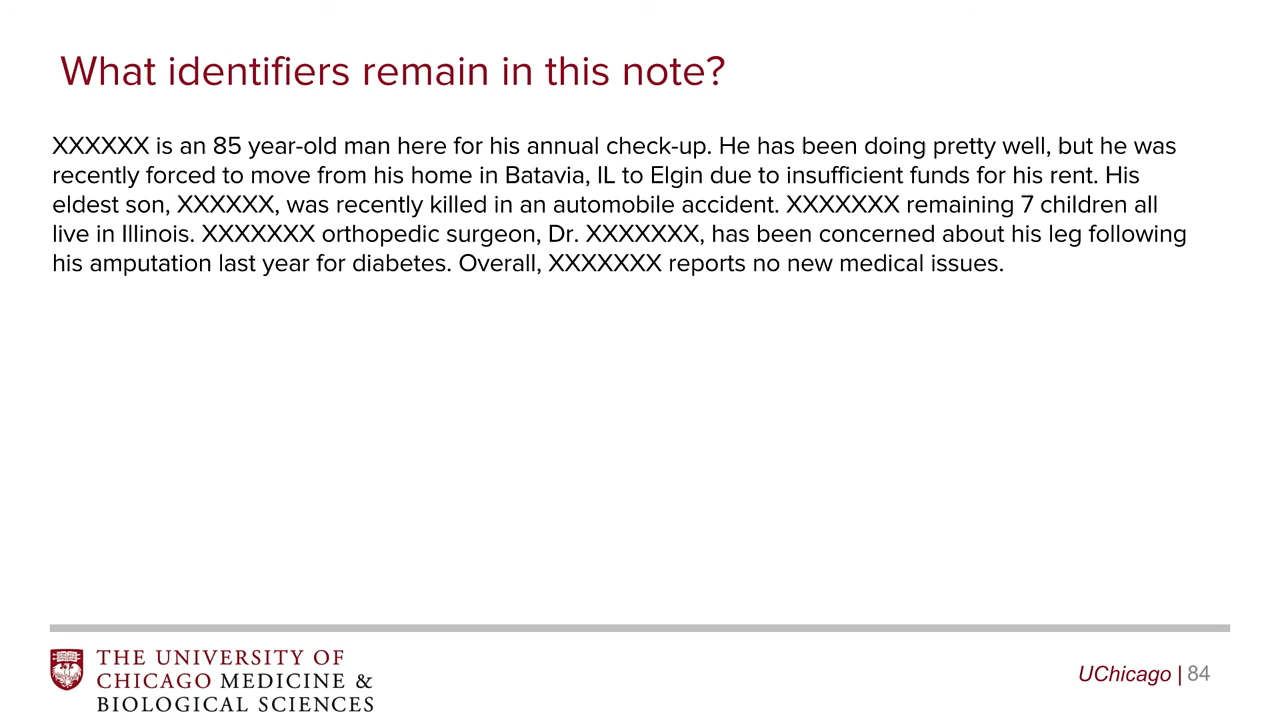 What identifiers remain in this note?
XXXXXX is an 85 year-old man here for his annual check-up. He has been doing pretty well, but he was
recently forced to move from his home in Batavia, IL to Elgin due to insufficient funds for his rent. His
eldest son, XXXXXX, was recently killed in an automobile accident. XXXXXXX remaining 7 children all
live in Illinois. XXXXXXX orthopedic surgeon, Dr. XXXXXXX, has been concerned about his leg following
his amputation last year for diabetes. Overall, XXXXXXX reports no new medical issues.
THE UNIVERSITY OF
CHICAGO MEDICINE &
BIOLOGICAL SCIENCES
UChicago | 84